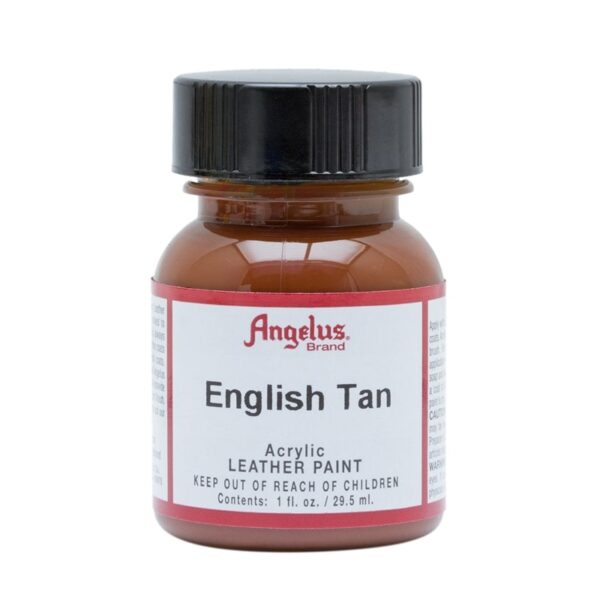 Angelus®
Brand
English Tan
Acrylic
LEATHER PAINT
KEEP OUT OF REACH OF CHILDREN
Contents: 1 fl. oz. / 29.5 ml.